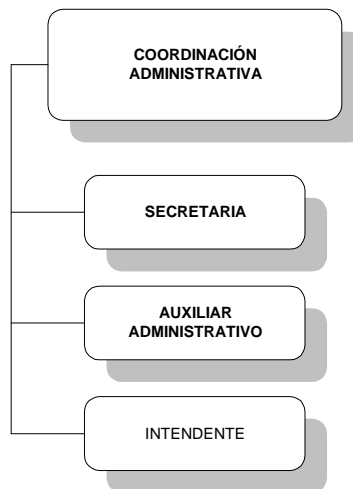 COORDINACIÓN
ADMINISTRATIVA
SECRETARIA
AUXILIAR
ADMINISTRATIVO
INTENDENTE